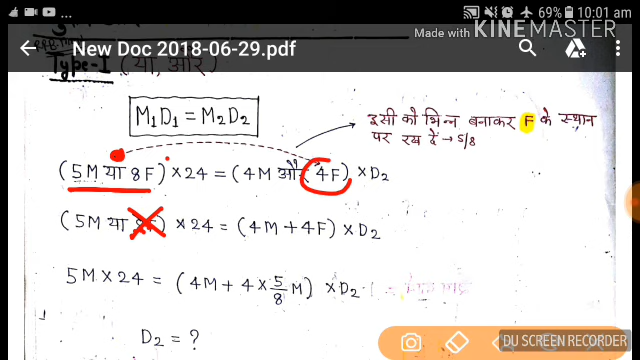 69% 10:01 am
Made with KINEMASTER
New Doc 2018-06-29.pdf
Type-I (या, और)
M₁D₁ = M₂D₂
इसी को भिन्न बनाकर F के स्थान
पर रख दें → 5/8
(5M या 8F) × 24 = (4M और 4F) × D₂
(5M या 8F) × 24 = (4M + 4F) × D₂
5M × 24 = (4M + 4 × 5/8 M) × D₂
D₂ = ?
DU SCREEN RECORDER